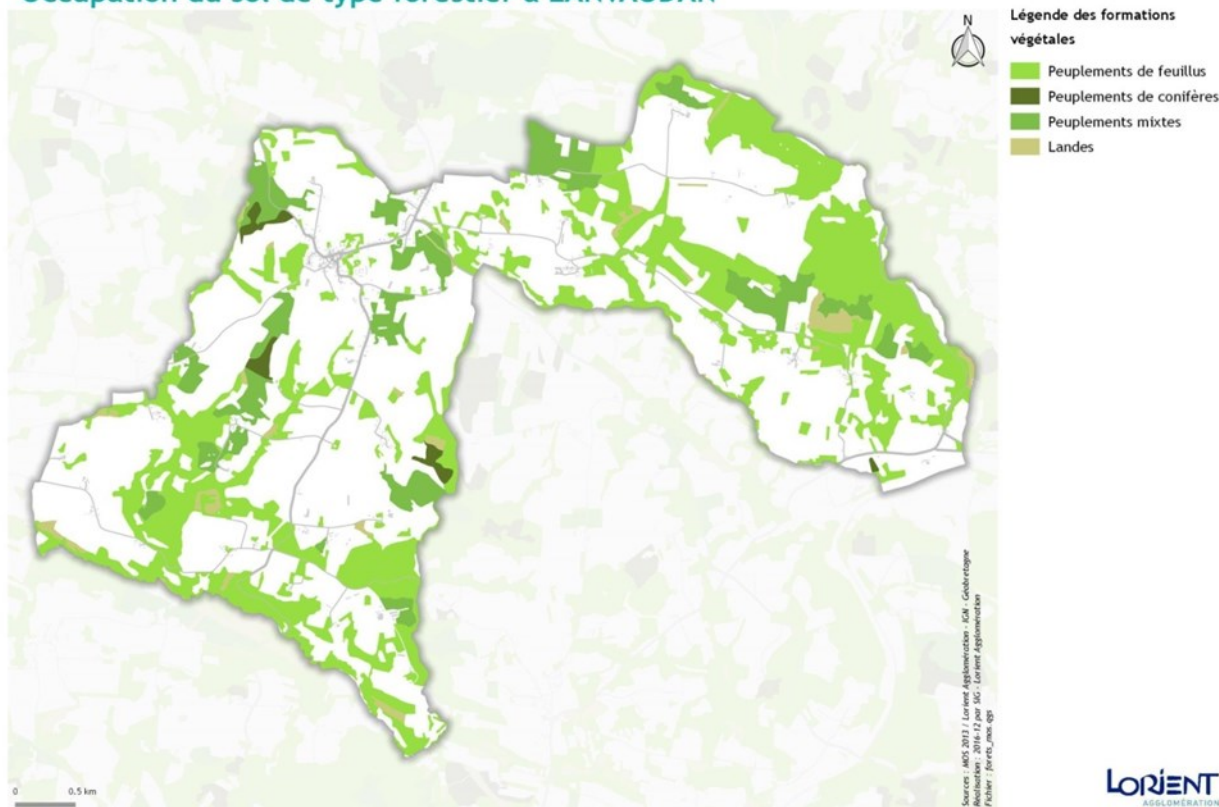 Occupation du sol de type forestier à LANVAUDAN
N
Légende des formations
végétales
Peuplements de feuillus
Peuplements de conifères
Peuplements mixtes
Landes
Sources : MOS 2013 / Lorient Agglomération - IGN - Géobretagne
Réalisation : 2016-12 par SIG - Lorient Agglomération
Fichier : forets_mos.qgs
0 0.5 km
LORIENT
AGGLOMÉRATION